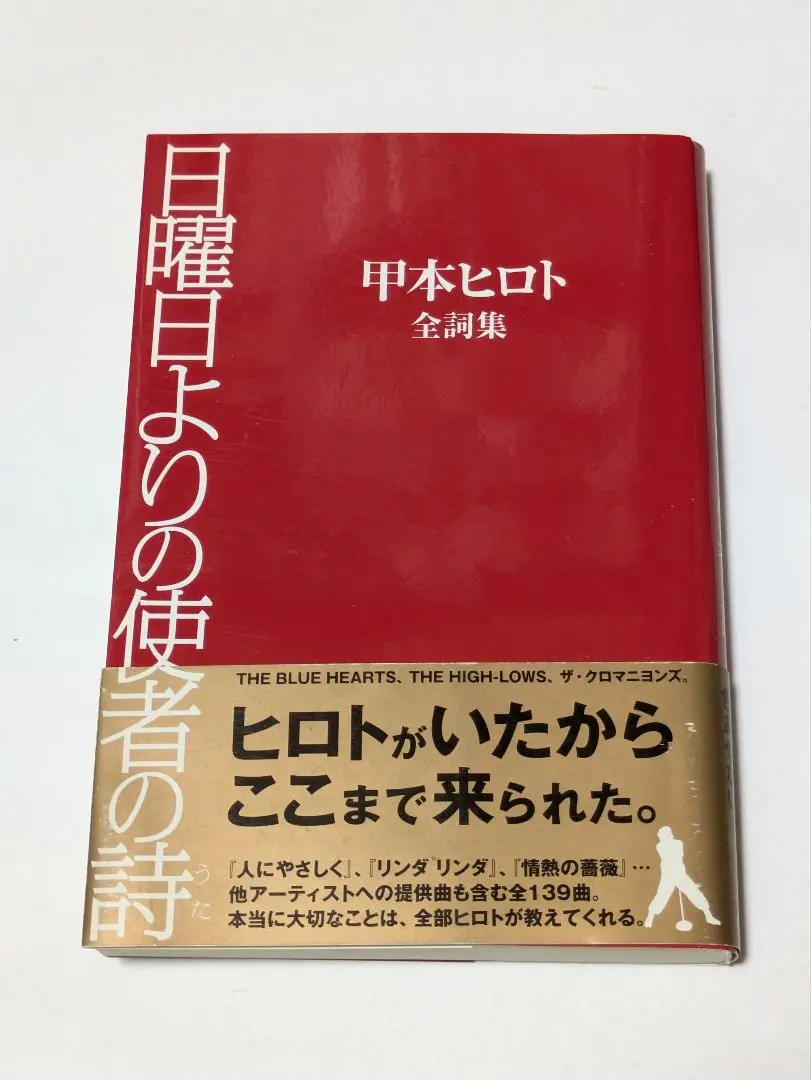 日曜日よりの使者の詩
うた
甲本ヒロト
全詞集
THE BLUE HEARTS、THE HIGH-LOWS、ザ・クロマニヨンズ。
ヒロトがいたから
ここまで来られた。
『人にやさしく』、『リンダ リンダ』、『情熱の薔薇』…
他アーティストへの提供曲も含む全139曲。
本当に大切なことは、全部ヒロトが教えてくれる。